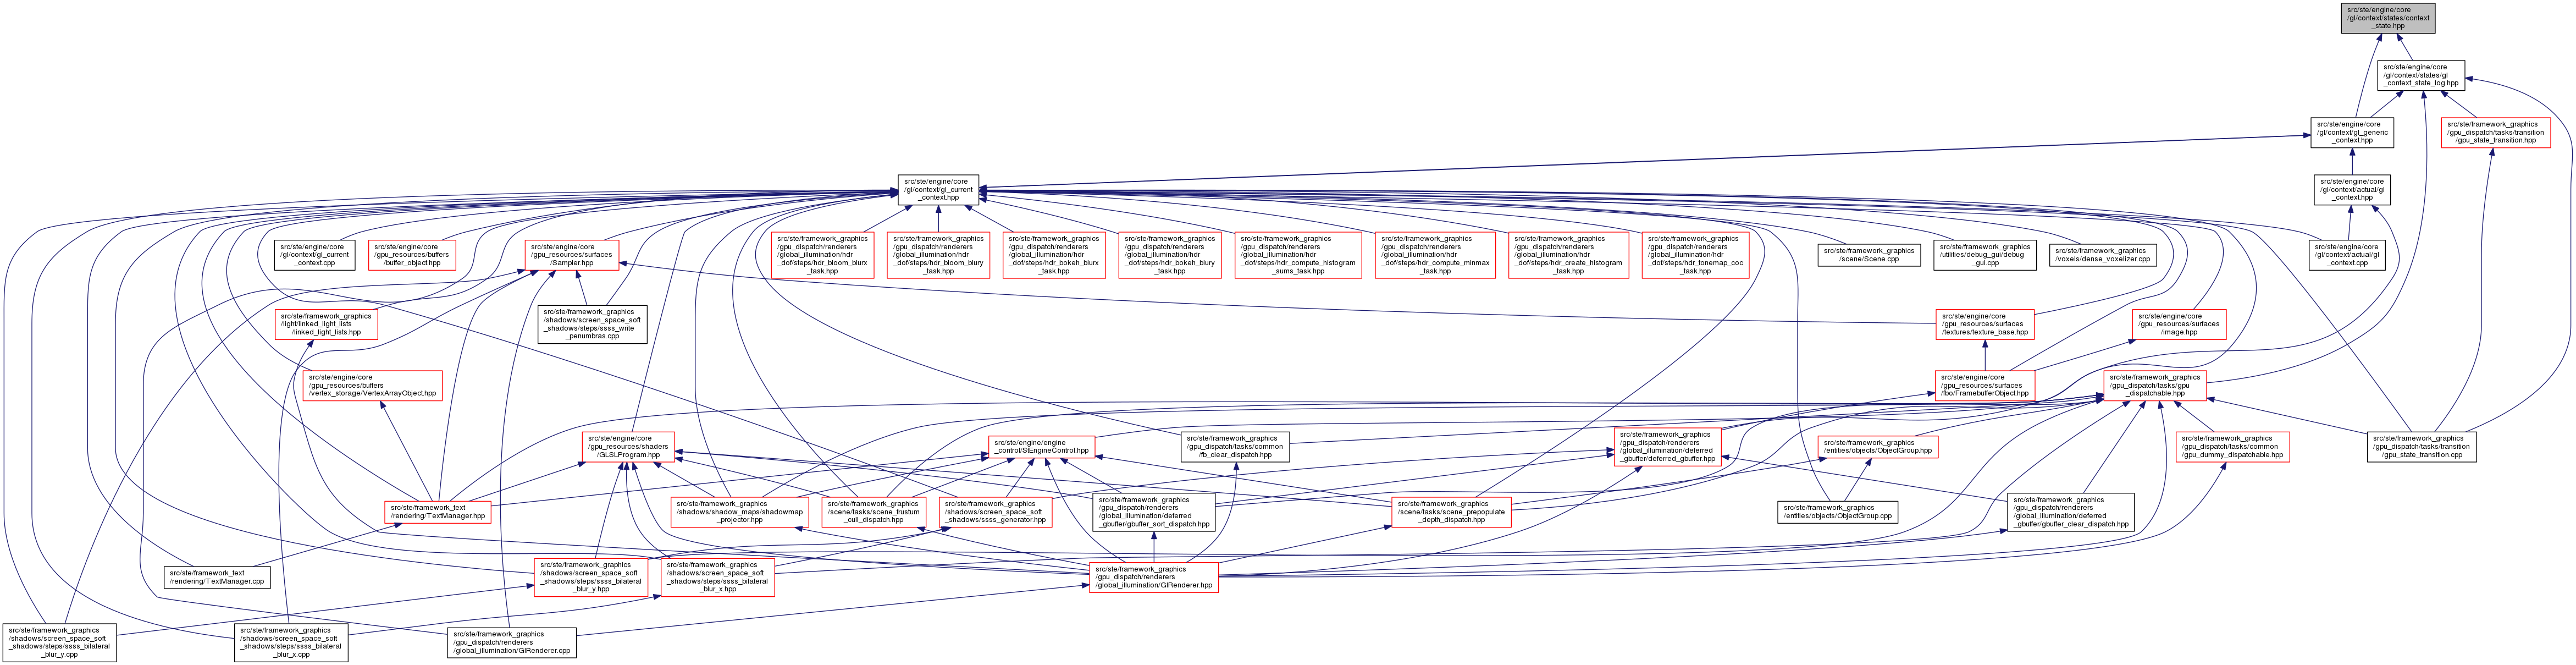 src/ste/engine/core
/gl/context/states/context
_state.hpp
src/ste/engine/core
/gl/context/states/gl
_context_state_log.hpp
src/ste/engine/core
/gl/context/gl_generic
_context.hpp
src/ste/framework_graphics
/gpu_dispatch/tasks/transition
/gpu_state_transition.hpp
src/ste/engine/core
/gl/context/gl_current
_context.hpp
src/ste/engine/core
/gl/context/actual/gl
_context.hpp
src/ste/engine/core
/gl/context/gl_current
_context.cpp
src/ste/engine/core
/gpu_resources/buffers
/buffer_object.hpp
src/ste/engine/core
/gpu_resources/surfaces
/Sampler.hpp
src/ste/framework_graphics
/gpu_dispatch/renderers
/global_illumination/hdr
_dof/steps/hdr_bloom_blurx
_task.hpp
src/ste/framework_graphics
/gpu_dispatch/renderers
/global_illumination/hdr
_dof/steps/hdr_bloom_blury
_task.hpp
src/ste/framework_graphics
/gpu_dispatch/renderers
/global_illumination/hdr
_dof/steps/hdr_bokeh_blurx
_task.hpp
src/ste/framework_graphics
/gpu_dispatch/renderers
/global_illumination/hdr
_dof/steps/hdr_bokeh_blury
_task.hpp
src/ste/framework_graphics
/gpu_dispatch/renderers
/global_illumination/hdr
_dof/steps/hdr_compute_histogram
_sums_task.hpp
src/ste/framework_graphics
/gpu_dispatch/renderers
/global_illumination/hdr
_dof/steps/hdr_compute_minmax
_task.hpp
src/ste/framework_graphics
/gpu_dispatch/renderers
/global_illumination/hdr
_dof/steps/hdr_create_histogram
_task.hpp
src/ste/framework_graphics
/gpu_dispatch/renderers
/global_illumination/hdr
_dof/steps/hdr_tonemap_coc
_task.hpp
src/ste/framework_graphics
/scene/Scene.cpp
src/ste/framework_graphics
/utilities/debug_gui/debug
_gui.cpp
src/ste/framework_graphics
/voxels/dense_voxelizer.cpp
src/ste/engine/core
/gl/context/actual/gl
_context.cpp
src/ste/framework_graphics
/light/linked_light_lists
/linked_light_lists.hpp
src/ste/framework_graphics
/shadows/screen_space_soft
_shadows/steps/ssss_write
_penumbras.cpp
src/ste/engine/core
/gpu_resources/surfaces
/textures/texture_base.hpp
src/ste/engine/core
/gpu_resources/surfaces
/image.hpp
src/ste/engine/core
/gpu_resources/buffers
/vertex_storage/VertexArrayObject.hpp
src/ste/engine/core
/gpu_resources/surfaces
/fbo/FramebufferObject.hpp
src/ste/framework_graphics
/gpu_dispatch/tasks/gpu
_dispatchable.hpp
src/ste/engine/core
/gpu_resources/shaders
/GLSLProgram.hpp
src/ste/engine/engine
_control/StEngineControl.hpp
src/ste/framework_graphics
/gpu_dispatch/tasks/common
/fb_clear_dispatch.hpp
src/ste/framework_graphics
/gpu_dispatch/renderers
/global_illumination/deferred
_gbuffer/deferred_gbuffer.hpp
src/ste/framework_graphics
/entities/objects/ObjectGroup.hpp
src/ste/framework_graphics
/gpu_dispatch/tasks/common
/gpu_dummy_dispatchable.hpp
src/ste/framework_graphics
/gpu_dispatch/tasks/transition
/gpu_state_transition.cpp
src/ste/framework_text
/rendering/TextManager.hpp
src/ste/framework_graphics
/shadows/shadow_maps/shadowmap
_projector.hpp
src/ste/framework_graphics
/scene/tasks/scene_frustum
_cull_dispatch.hpp
src/ste/framework_graphics
/shadows/screen_space_soft
_shadows/ssss_generator.hpp
src/ste/framework_graphics
/gpu_dispatch/renderers
/global_illumination/deferred
_gbuffer/gbuffer_sort_dispatch.hpp
src/ste/framework_graphics
/scene/tasks/scene_prepopulate
_depth_dispatch.hpp
src/ste/framework_graphics
/entities/objects/ObjectGroup.cpp
src/ste/framework_graphics
/gpu_dispatch/renderers
/global_illumination/deferred
_gbuffer/gbuffer_clear_dispatch.hpp
src/ste/framework_text
/rendering/TextManager.cpp
src/ste/framework_graphics
/shadows/screen_space_soft
_shadows/steps/ssss_bilateral
_blur_y.hpp
src/ste/framework_graphics
/shadows/screen_space_soft
_shadows/steps/ssss_bilateral
_blur_x.hpp
src/ste/framework_graphics
/gpu_dispatch/renderers
/global_illumination/GIRenderer.hpp
src/ste/framework_graphics
/shadows/screen_space_soft
_shadows/steps/ssss_bilateral
_blur_y.cpp
src/ste/framework_graphics
/shadows/screen_space_soft
_shadows/steps/ssss_bilateral
_blur_x.cpp
src/ste/framework_graphics
/gpu_dispatch/renderers
/global_illumination/GIRenderer.cpp